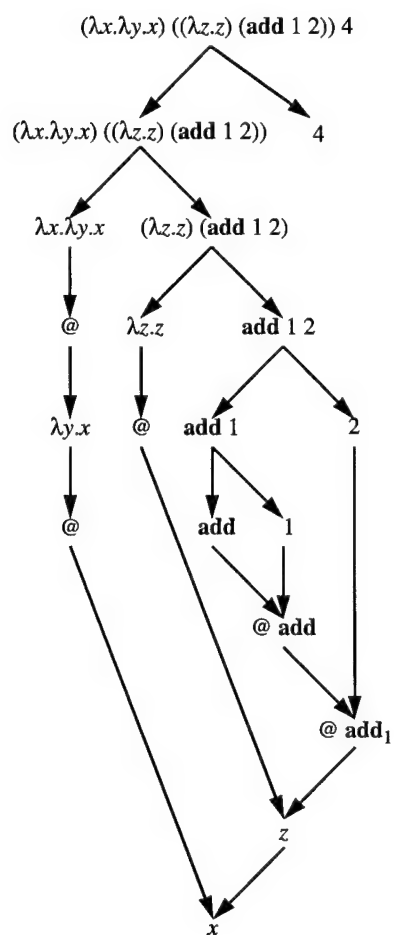 (λx.λy.x) ((λz.z) (add 1 2)) 4
(λx.λy.x) ((λz.z) (add 1 2)) 4
λx.λy.x (λz.z) (add 1 2)
@ λz.z add 1 2
λy.x @ add 1 2
@ add 1
@ add
@ add₁
z
x